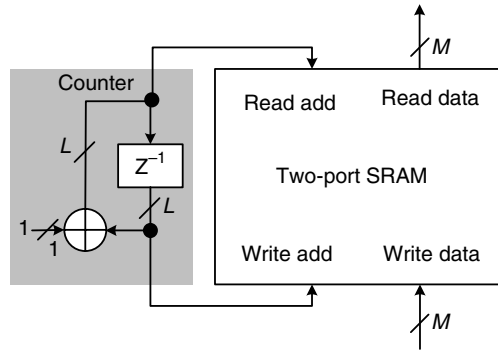 M
Counter
Read add Read data
L
Z⁻¹
Two-port SRAM
L
1
1
Write add Write data
M